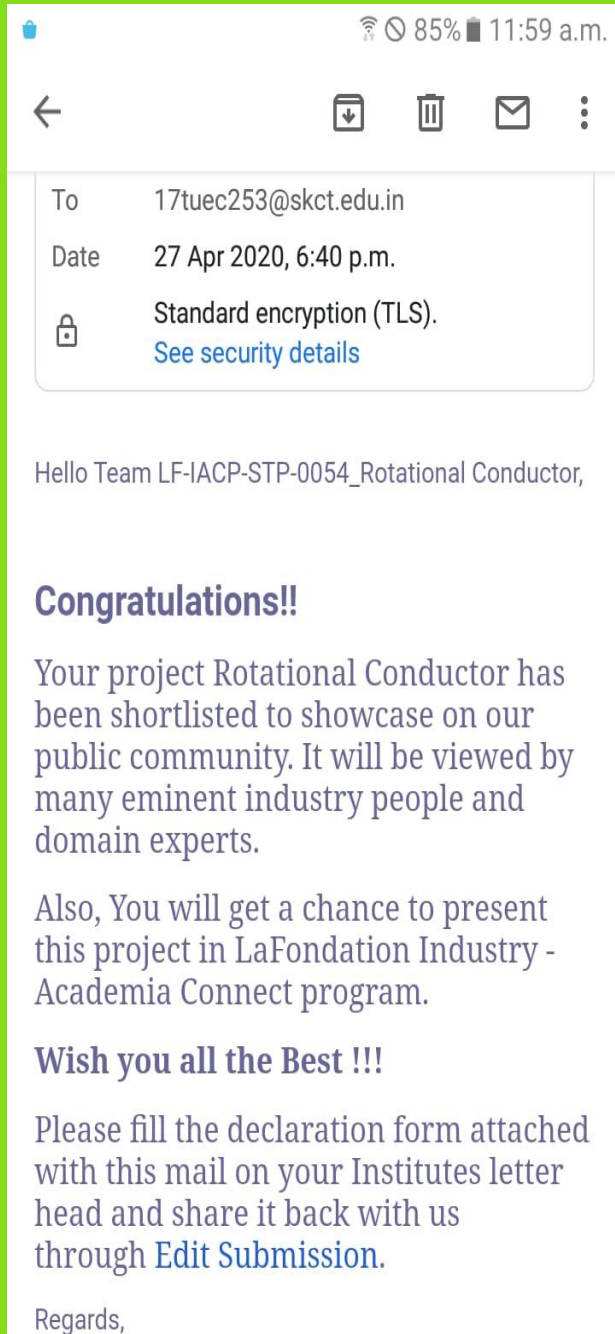 85% 11:59 a.m.
To 17tuec253@skct.edu.in
Date 27 Apr 2020, 6:40 p.m.
Standard encryption (TLS).
See security details
Hello Team LF-IACP-STP-0054_Rotational Conductor,
Congratulations!!
Your project Rotational Conductor has
been shortlisted to showcase on our
public community. It will be viewed by
many eminent industry people and
domain experts.
Also, You will get a chance to present
this project in LaFondation Industry -
Academia Connect program.
Wish you all the Best !!!
Please fill the declaration form attached
with this mail on your Institutes letter
head and share it back with us
through Edit Submission.
Regards,